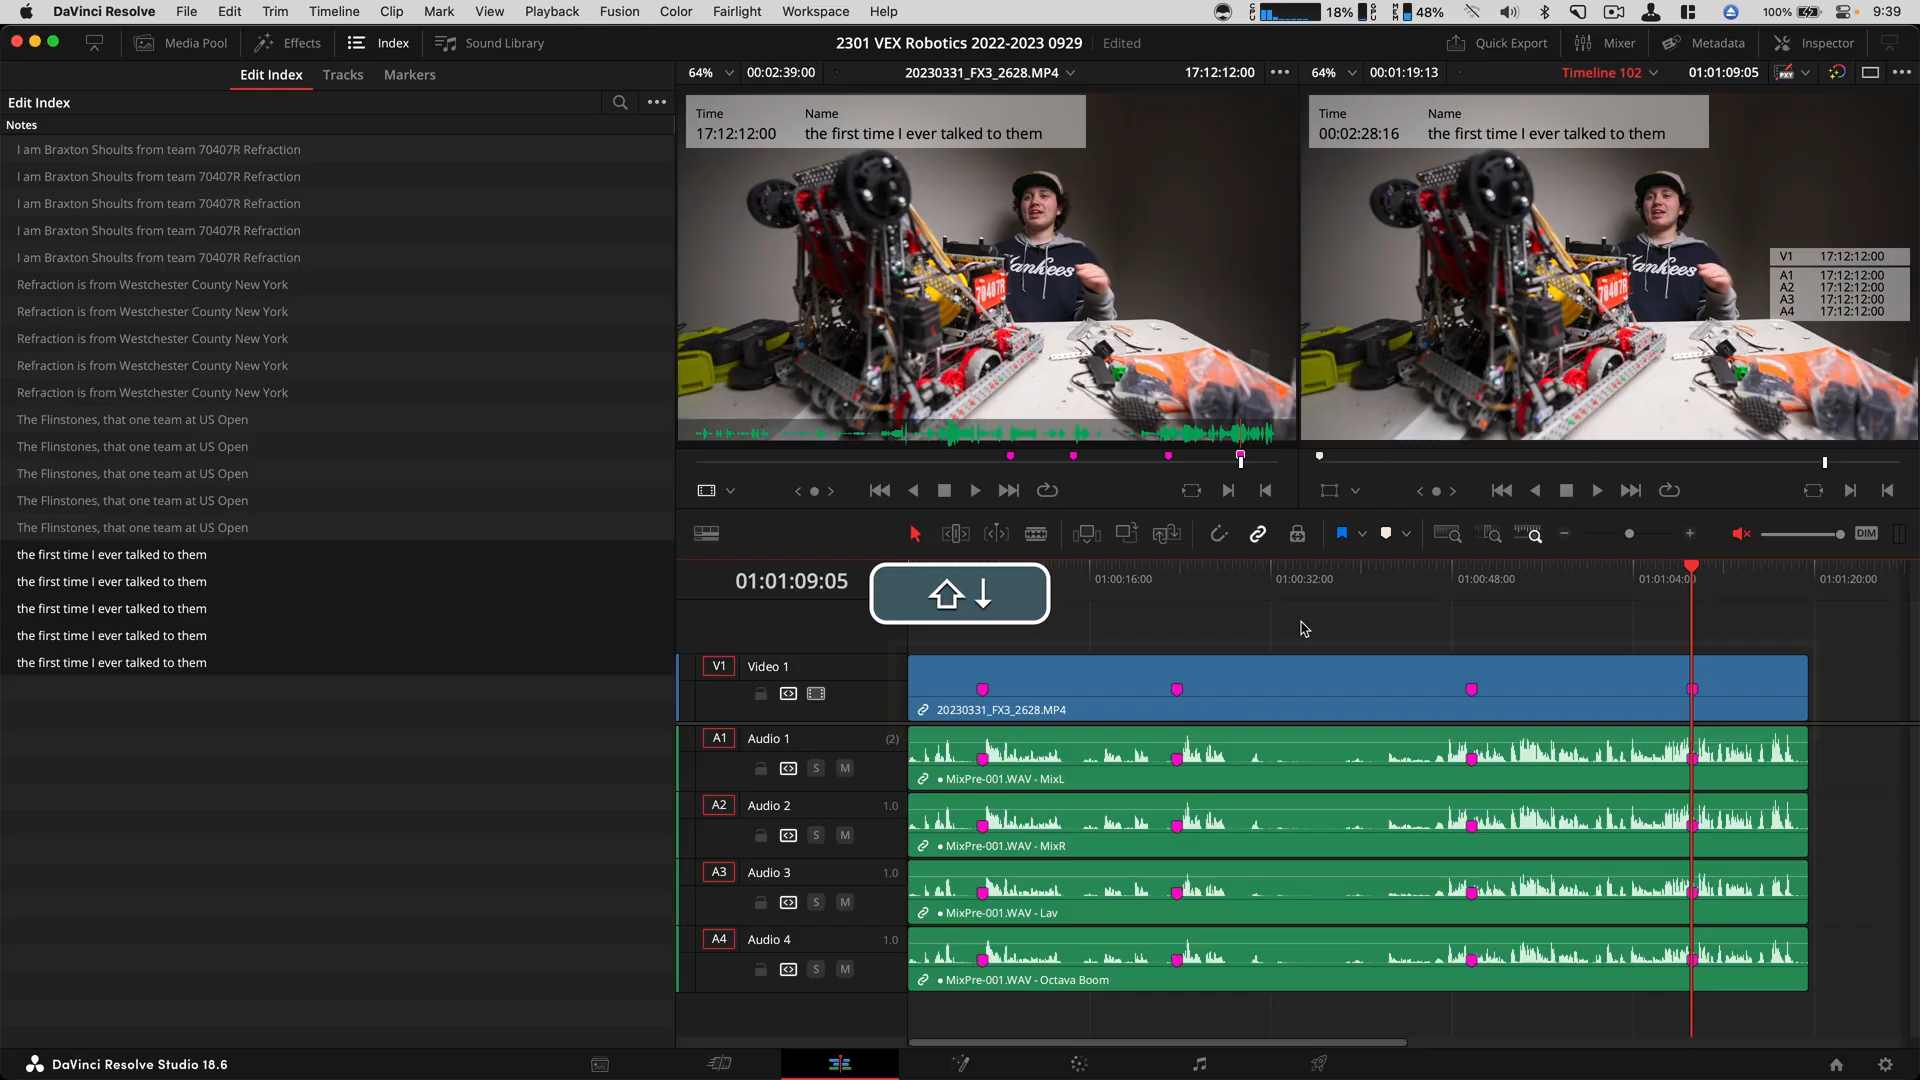 DaVinci Resolve File Edit Trim Timeline Clip Mark View Playback Fusion Color Fairlight Workspace Help
18% 48% 100% 9:39
Media Pool Effects Index Sound Library 2301 VEX Robotics 2022-2023 0929 Edited Quick Export Mixer Metadata Inspector
Edit Index Tracks Markers
64% 00:02:39:00 20230331_FX3_2628.MP4 17:12:12:00 64% 00:01:19:13 Timeline 102 01:01:09:05
Edit Index
Notes
I am Braxton Shoults from team 70407R Refraction
I am Braxton Shoults from team 70407R Refraction
I am Braxton Shoults from team 70407R Refraction
I am Braxton Shoults from team 70407R Refraction
I am Braxton Shoults from team 70407R Refraction
Refraction is from Westchester County New York
Refraction is from Westchester County New York
Refraction is from Westchester County New York
Refraction is from Westchester County New York
Refraction is from Westchester County New York
The Flinstones, that one team at US Open
The Flinstones, that one team at US Open
The Flinstones, that one team at US Open
The Flinstones, that one team at US Open
The Flinstones, that one team at US Open
the first time I ever talked to them
the first time I ever talked to them
the first time I ever talked to them
the first time I ever talked to them
the first time I ever talked to them
Time Name
17:12:12:00 the first time I ever talked to them
Yankees
70407R
Time Name
00:02:28:16 the first time I ever talked to them
Yankees
70407R
V1 17:12:12:00
A1 17:12:12:00
A2 17:12:12:00
A3 17:12:12:00
A4 17:12:12:00
DIM
01:01:09:05
01:00:16:00 01:00:32:00 01:00:48:00 01:01:04:00 01:01:20:00
V1 Video 1
20230331_FX3_2628.MP4
A1 Audio 1 (2)
S M
MixPre-001.WAV - MixL
A2 Audio 2 1.0
S M
MixPre-001.WAV - MixR
A3 Audio 3 1.0
S M
MixPre-001.WAV - Lav
A4 Audio 4 1.0
S M
MixPre-001.WAV - Octava Boom
DaVinci Resolve Studio 18.6